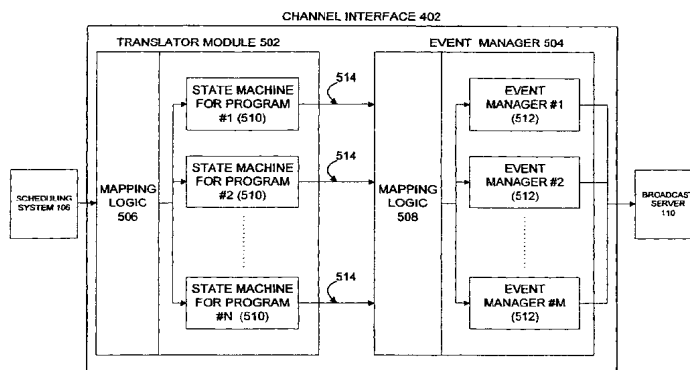 CHANNEL INTERFACE 402
TRANSLATOR MODULE 502
EVENT MANAGER 504
SCHEDULING
SYSTEM 106
MAPPING
LOGIC
506
STATE MACHINE
FOR PROGRAM
#1 (510)
STATE MACHINE
FOR PROGRAM
#2 (510)
STATE MACHINE
FOR PROGRAM
#N (510)
514
514
514
MAPPING
LOGIC
508
EVENT
MANAGER #1
(512)
EVENT
MANAGER #2
(512)
EVENT
MANAGER #M
(512)
BROADCAST
SERVER
110